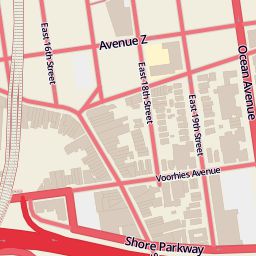 East 16th Street
Avenue Z
Ocean Avenue
East 18th Street
East 19th Street
Voorhies Avenue
Shore Parkway